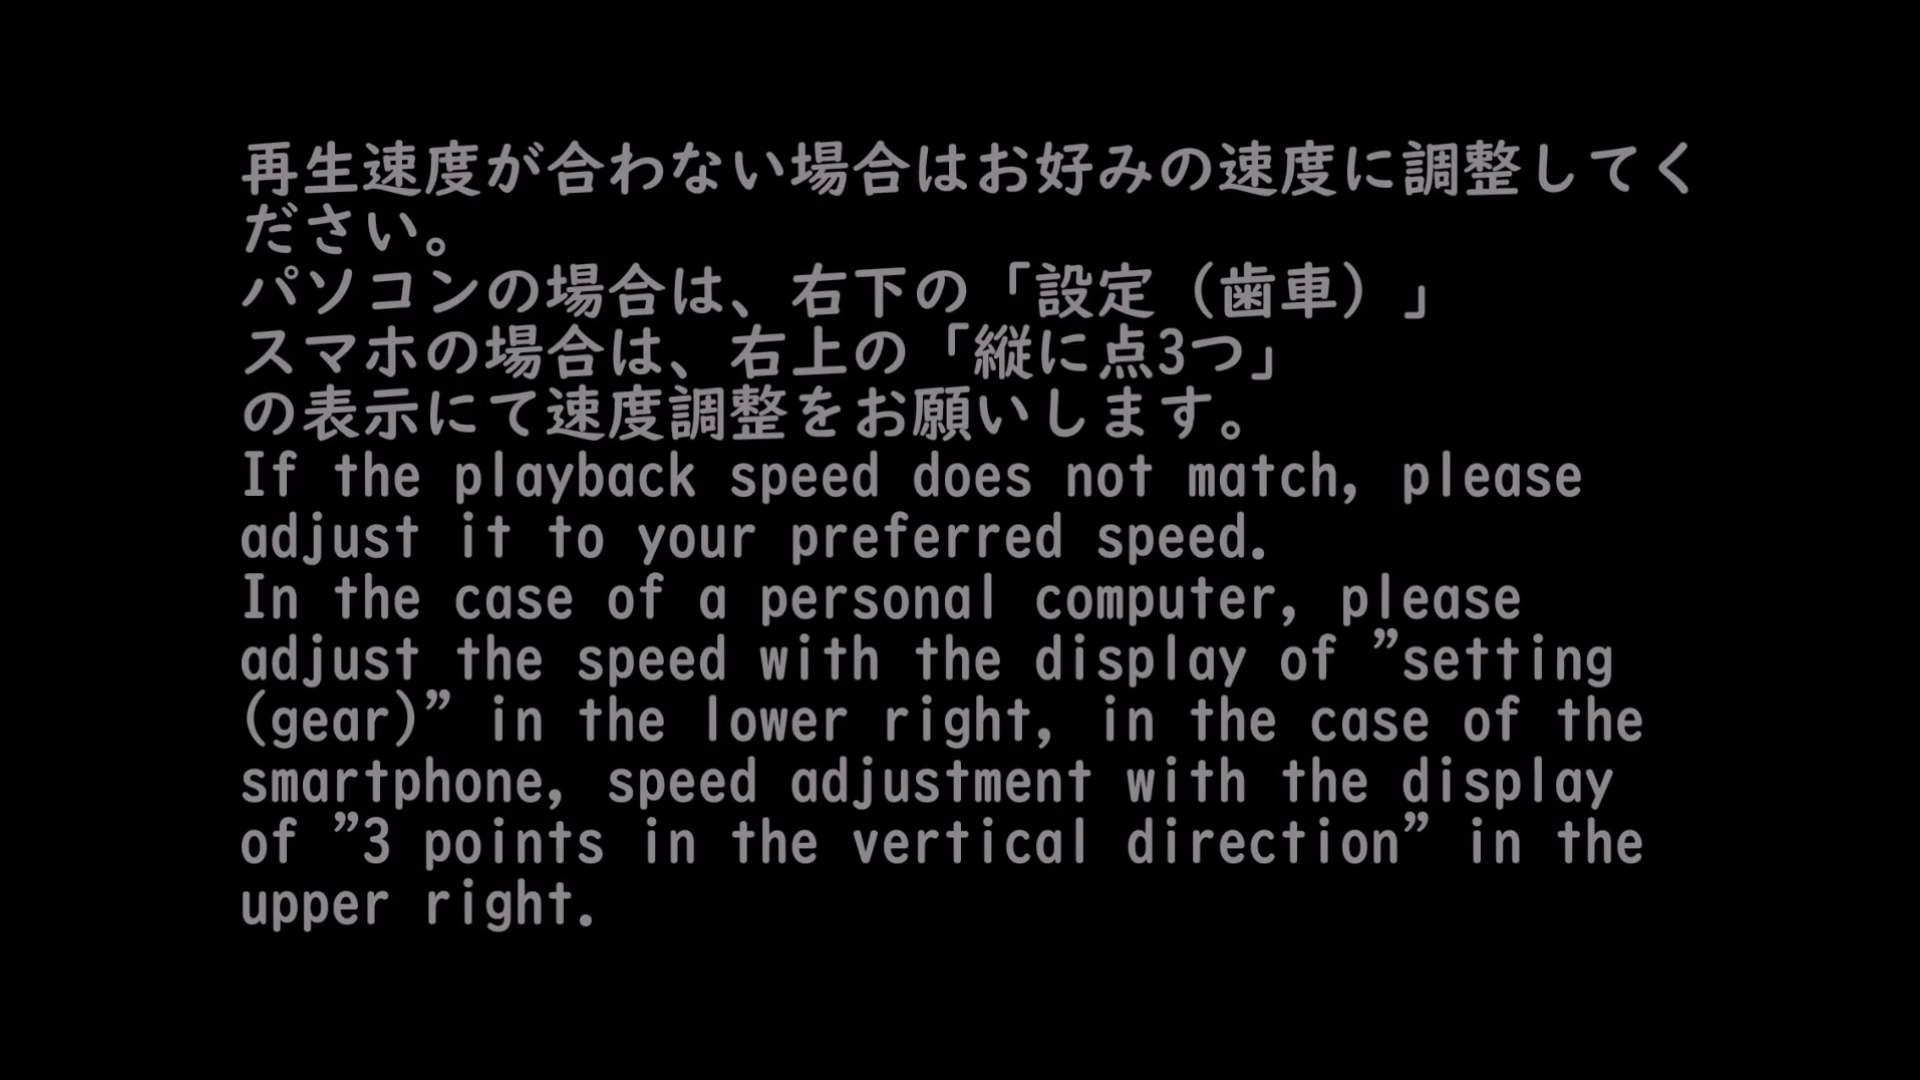 再生速度が合わない場合はお好みの速度に調整してく
ださい。
パソコンの場合は、右下の「設定（歯車）」
スマホの場合は、右上の「縦に点3つ」
の表示にて速度調整をお願いします。
If the playback speed does not match, please
adjust it to your preferred speed.
In the case of a personal computer, please
adjust the speed with the display of ”setting
(gear)” in the lower right, in the case of the
smartphone, speed adjustment with the display
of ”3 points in the vertical direction” in the
upper right.